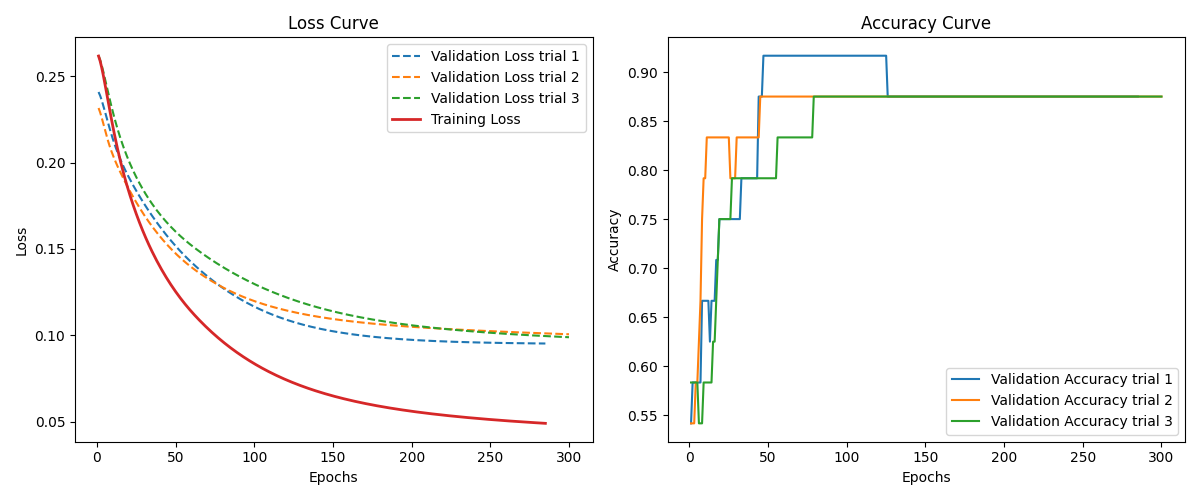 Loss Curve
Validation Loss trial 1
Validation Loss trial 2
Validation Loss trial 3
Training Loss
Loss
0.25
0.20
0.15
0.10
0.05
0 50 100 150 200 250 300
Epochs
Accuracy Curve
Accuracy
0.90
0.85
0.80
0.75
0.70
0.65
0.60
0.55
Validation Accuracy trial 1
Validation Accuracy trial 2
Validation Accuracy trial 3
0 50 100 150 200 250 300
Epochs